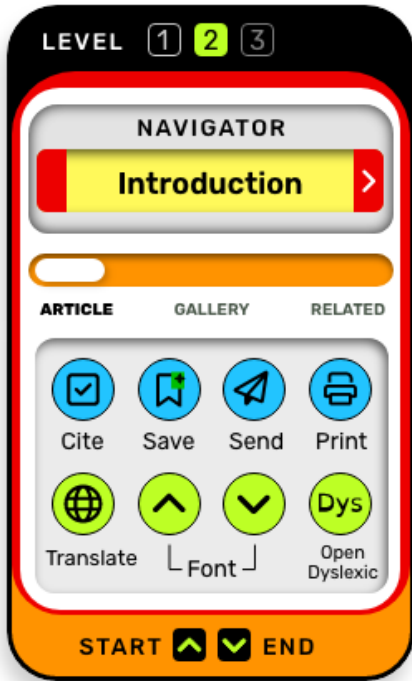 LEVEL 1 2 3
NAVIGATOR
Introduction
ARTICLE GALLERY RELATED
Cite Save Send Print
Dys
Translate Font Open
Dyslexic
START END